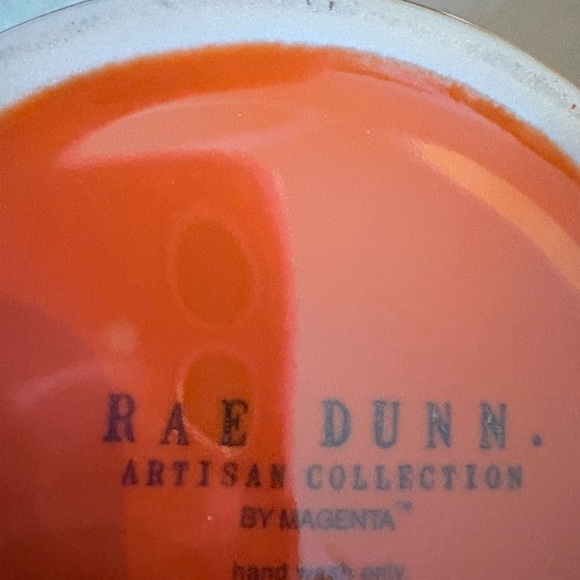 RAE DUNN.
ARTISAN COLLECTION
BY MAGENTA™
hand wash only